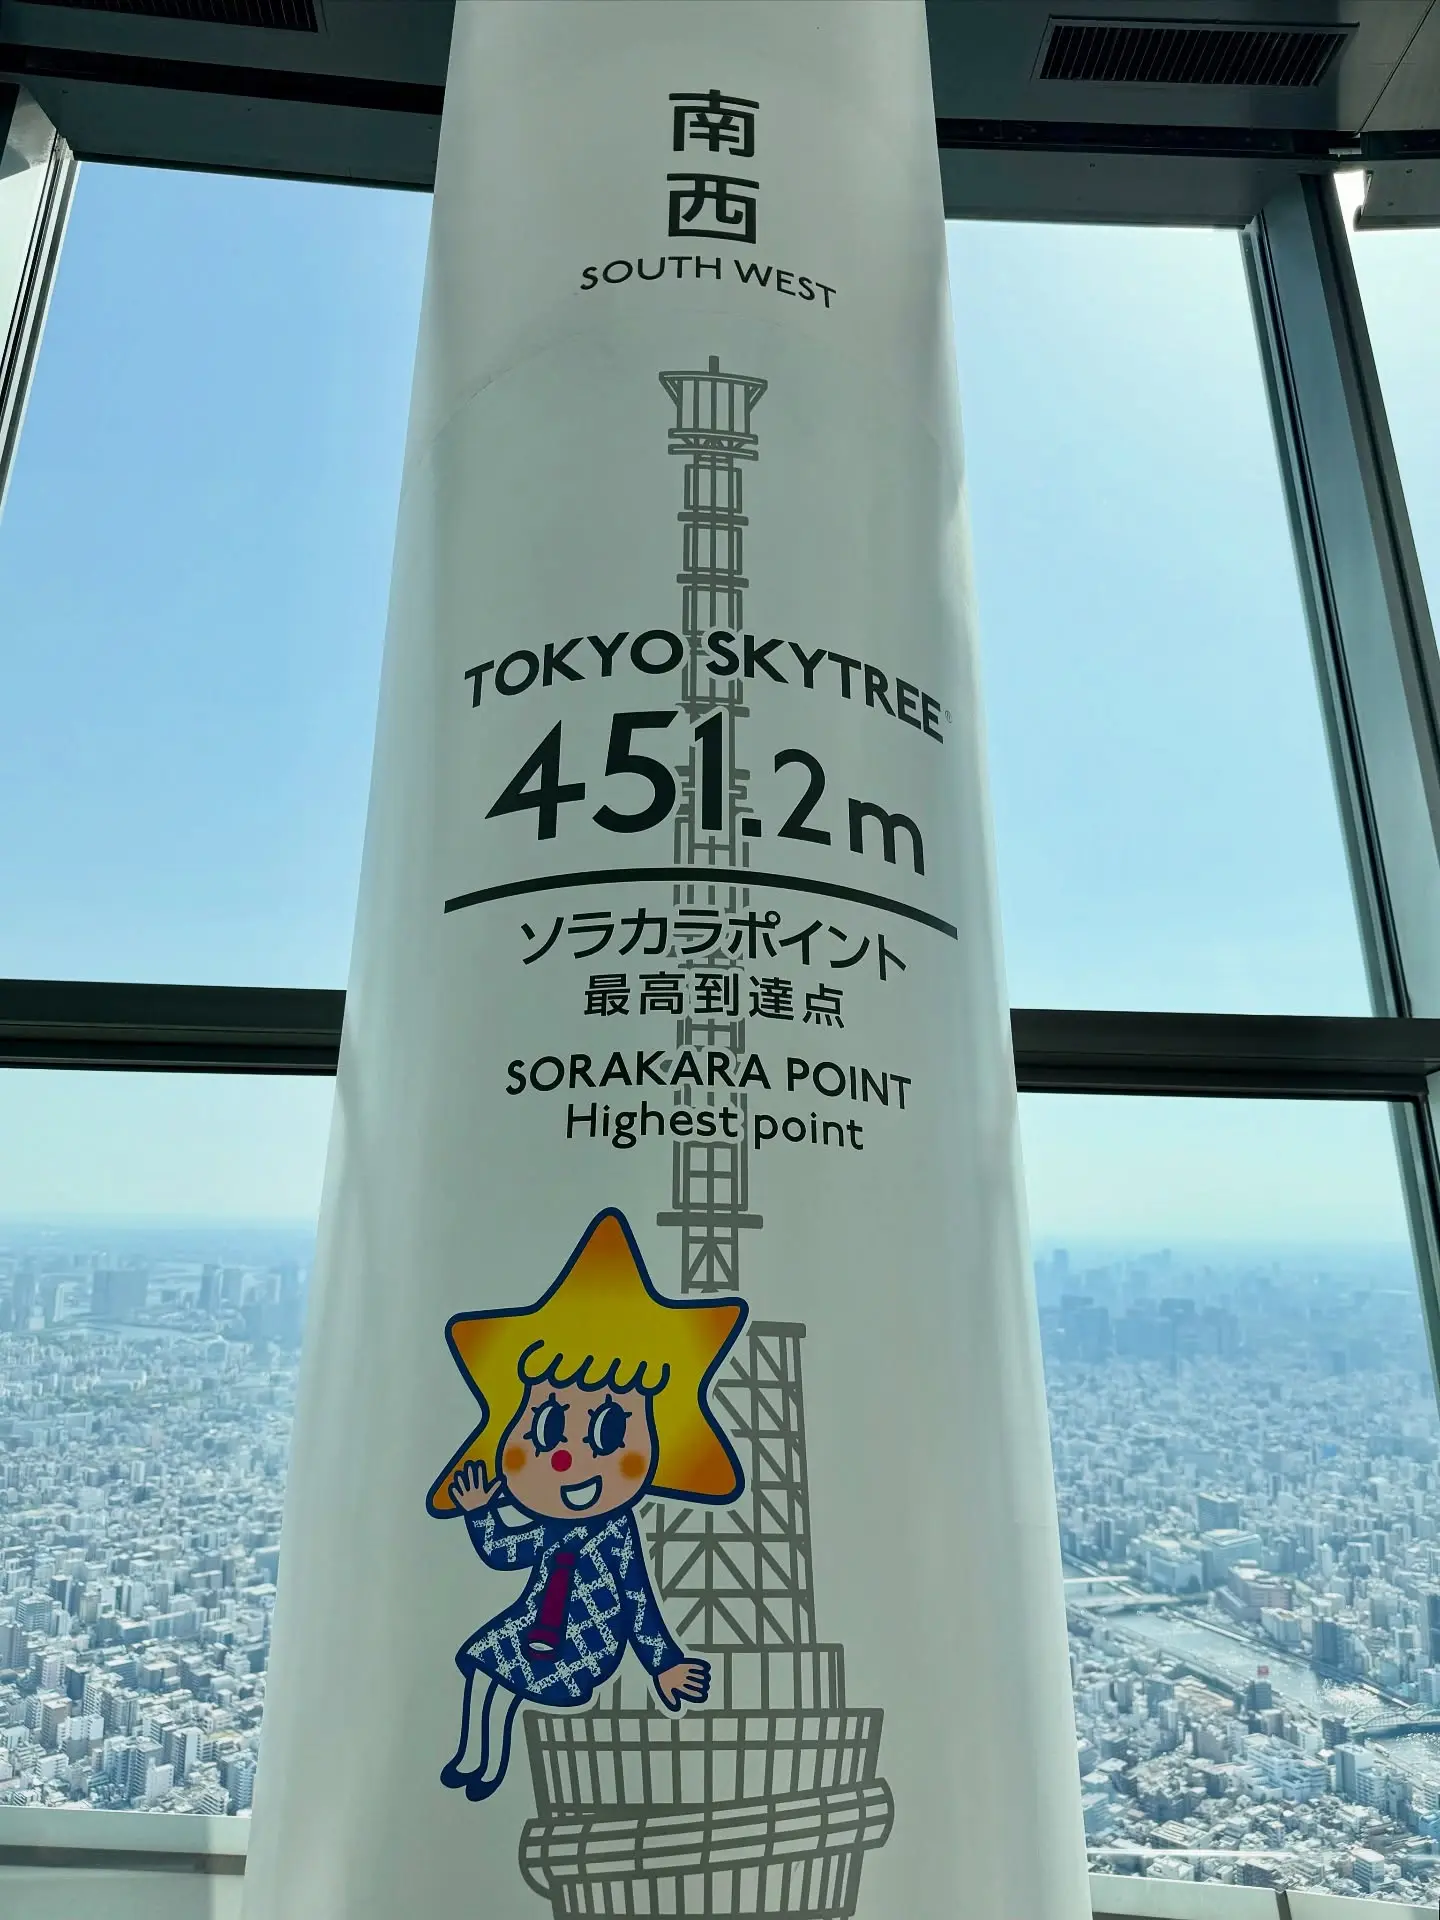 南
西
SOUTH WEST
TOKYO SKYTREE®
451.2m
ソラカラポイント
最高到達点
SORAKARA POINT
Highest point